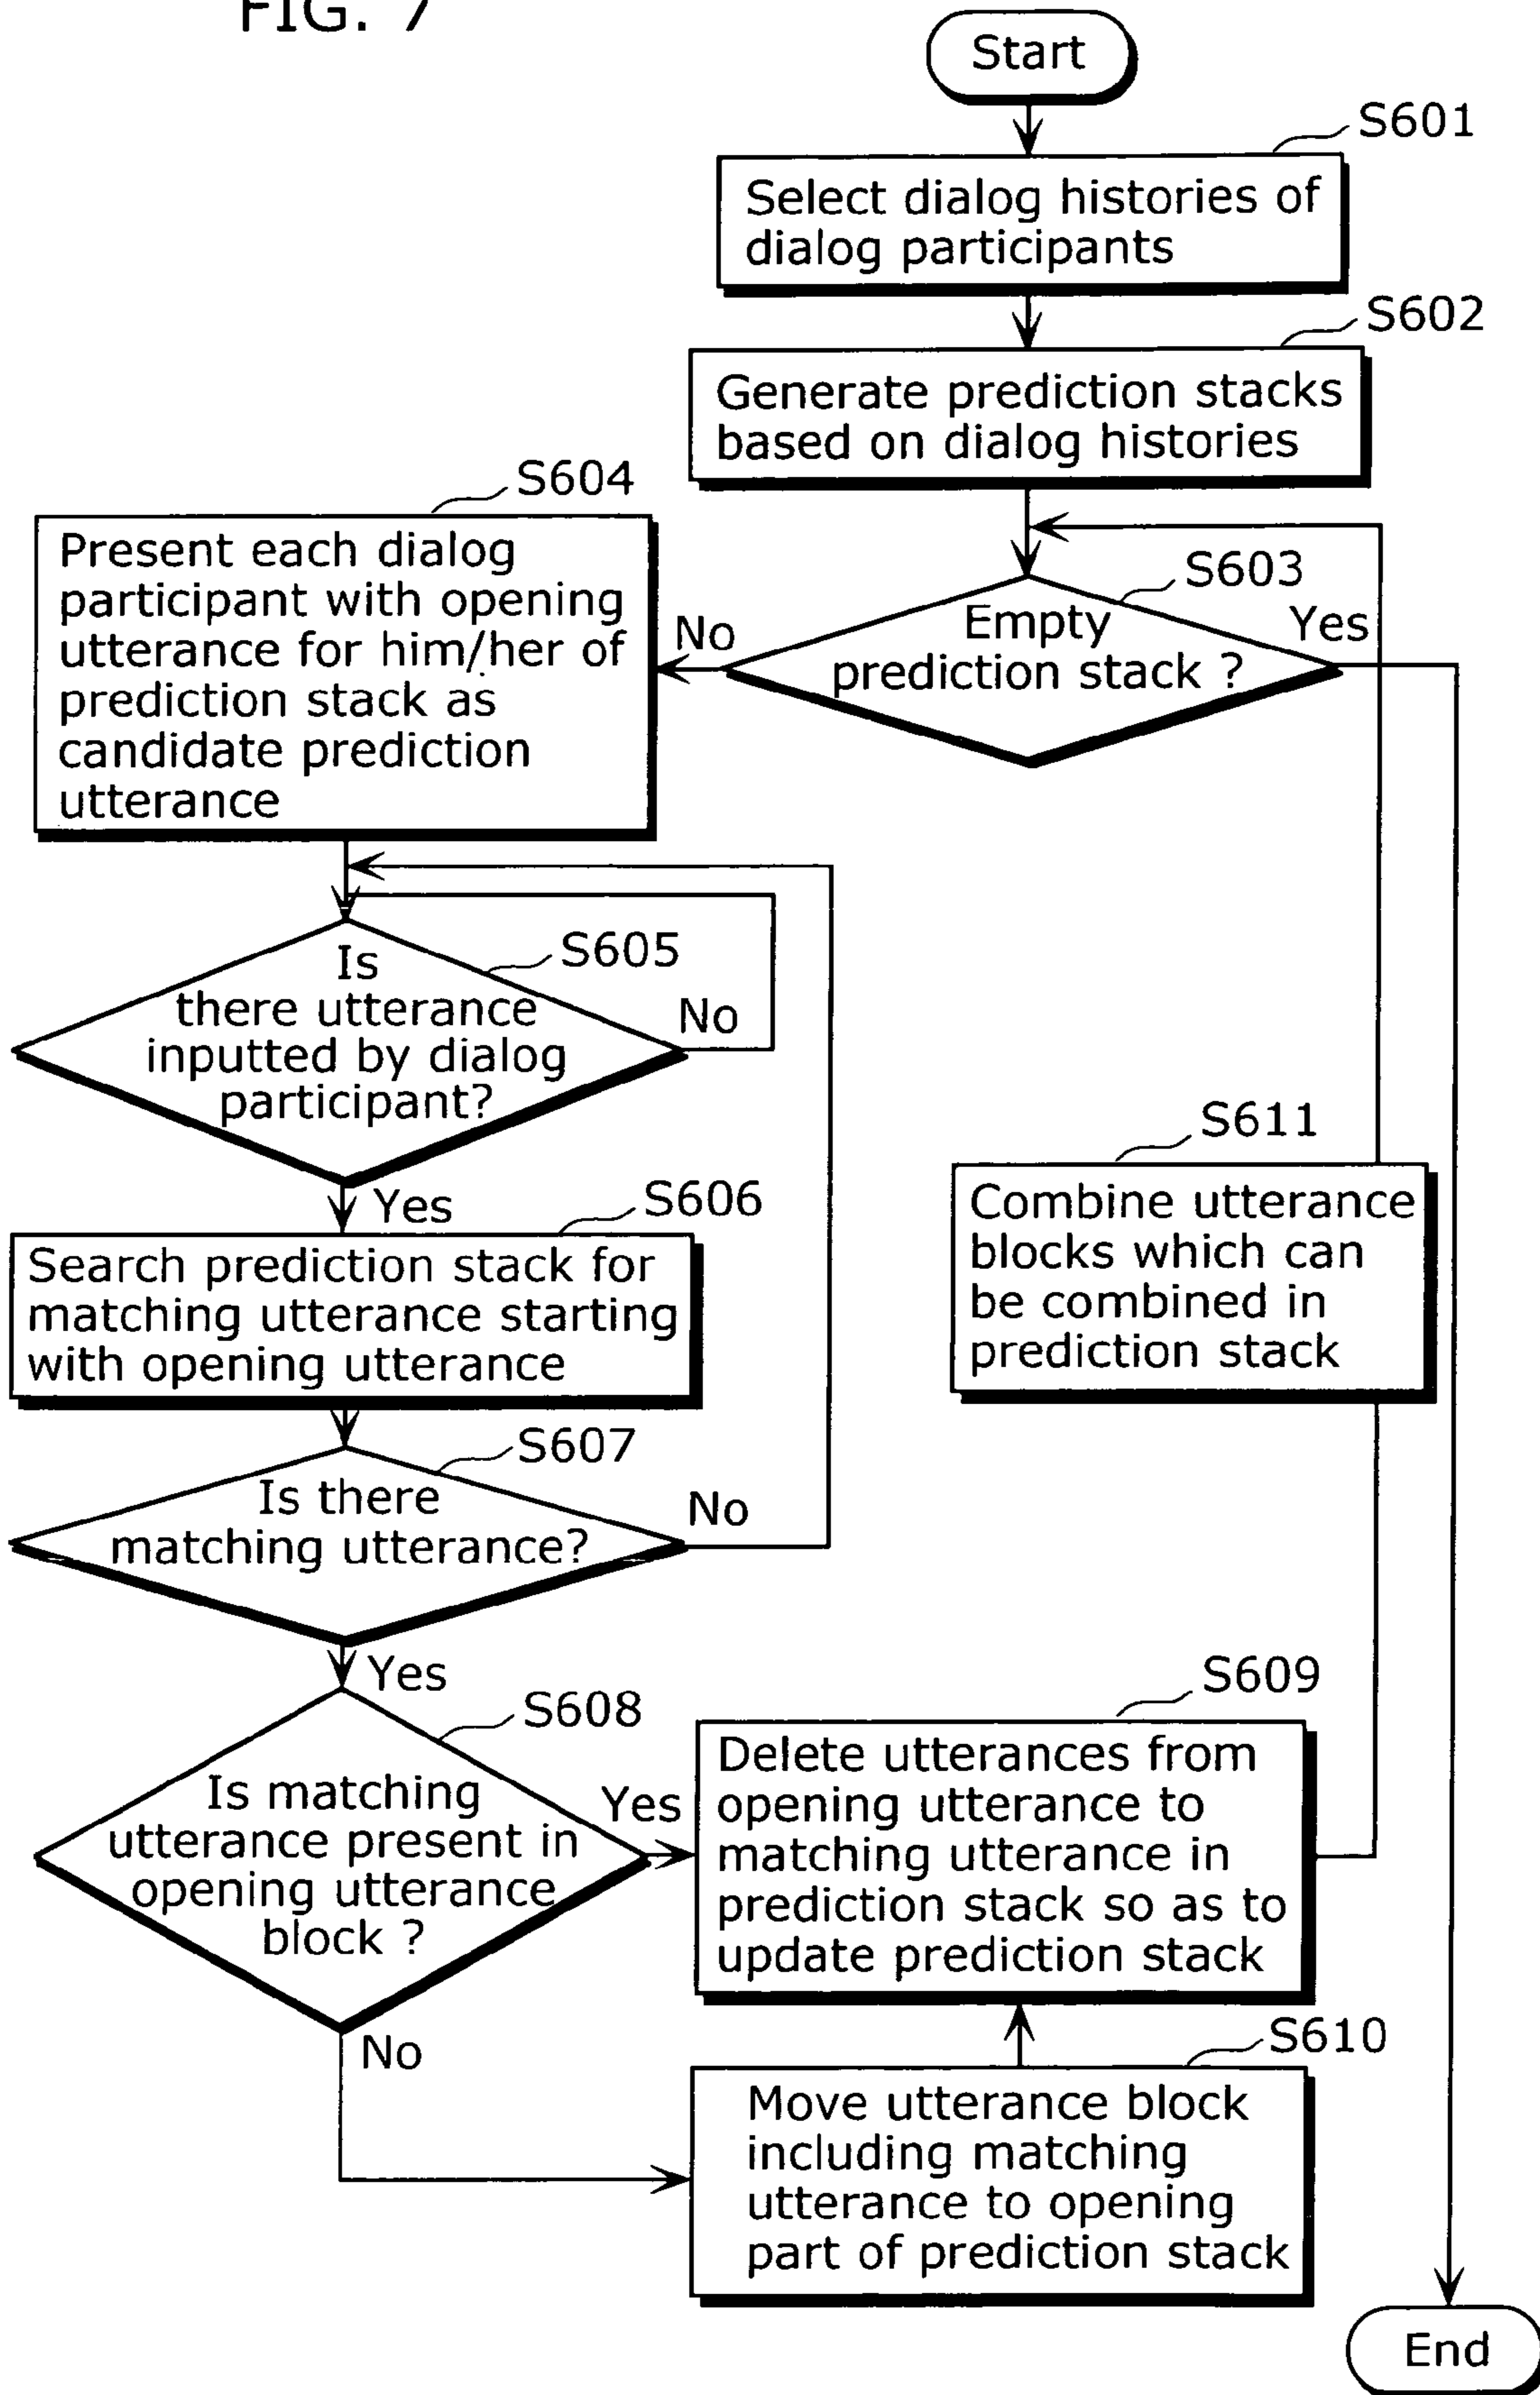 FIG. 7
Start
S601
Select dialog histories of
dialog participants
S602
Generate prediction stacks
based on dialog histories
S603
Empty
prediction stack ?
Yes
No
S604
Present each dialog
participant with opening
utterance for him/her of
prediction stack as
candidate prediction
utterance
S605
Is
there utterance
inputted by dialog
participant?
No
Yes
S606
Search prediction stack for
matching utterance starting
with opening utterance
S607
Is there
matching utterance?
No
Yes
S608
Is matching
utterance present in
opening utterance
block ?
Yes
No
S609
Delete utterances from
opening utterance to
matching utterance in
prediction stack so as to
update prediction stack
S610
Move utterance block
including matching
utterance to opening
part of prediction stack
S611
Combine utterance
blocks which can
be combined in
prediction stack
End